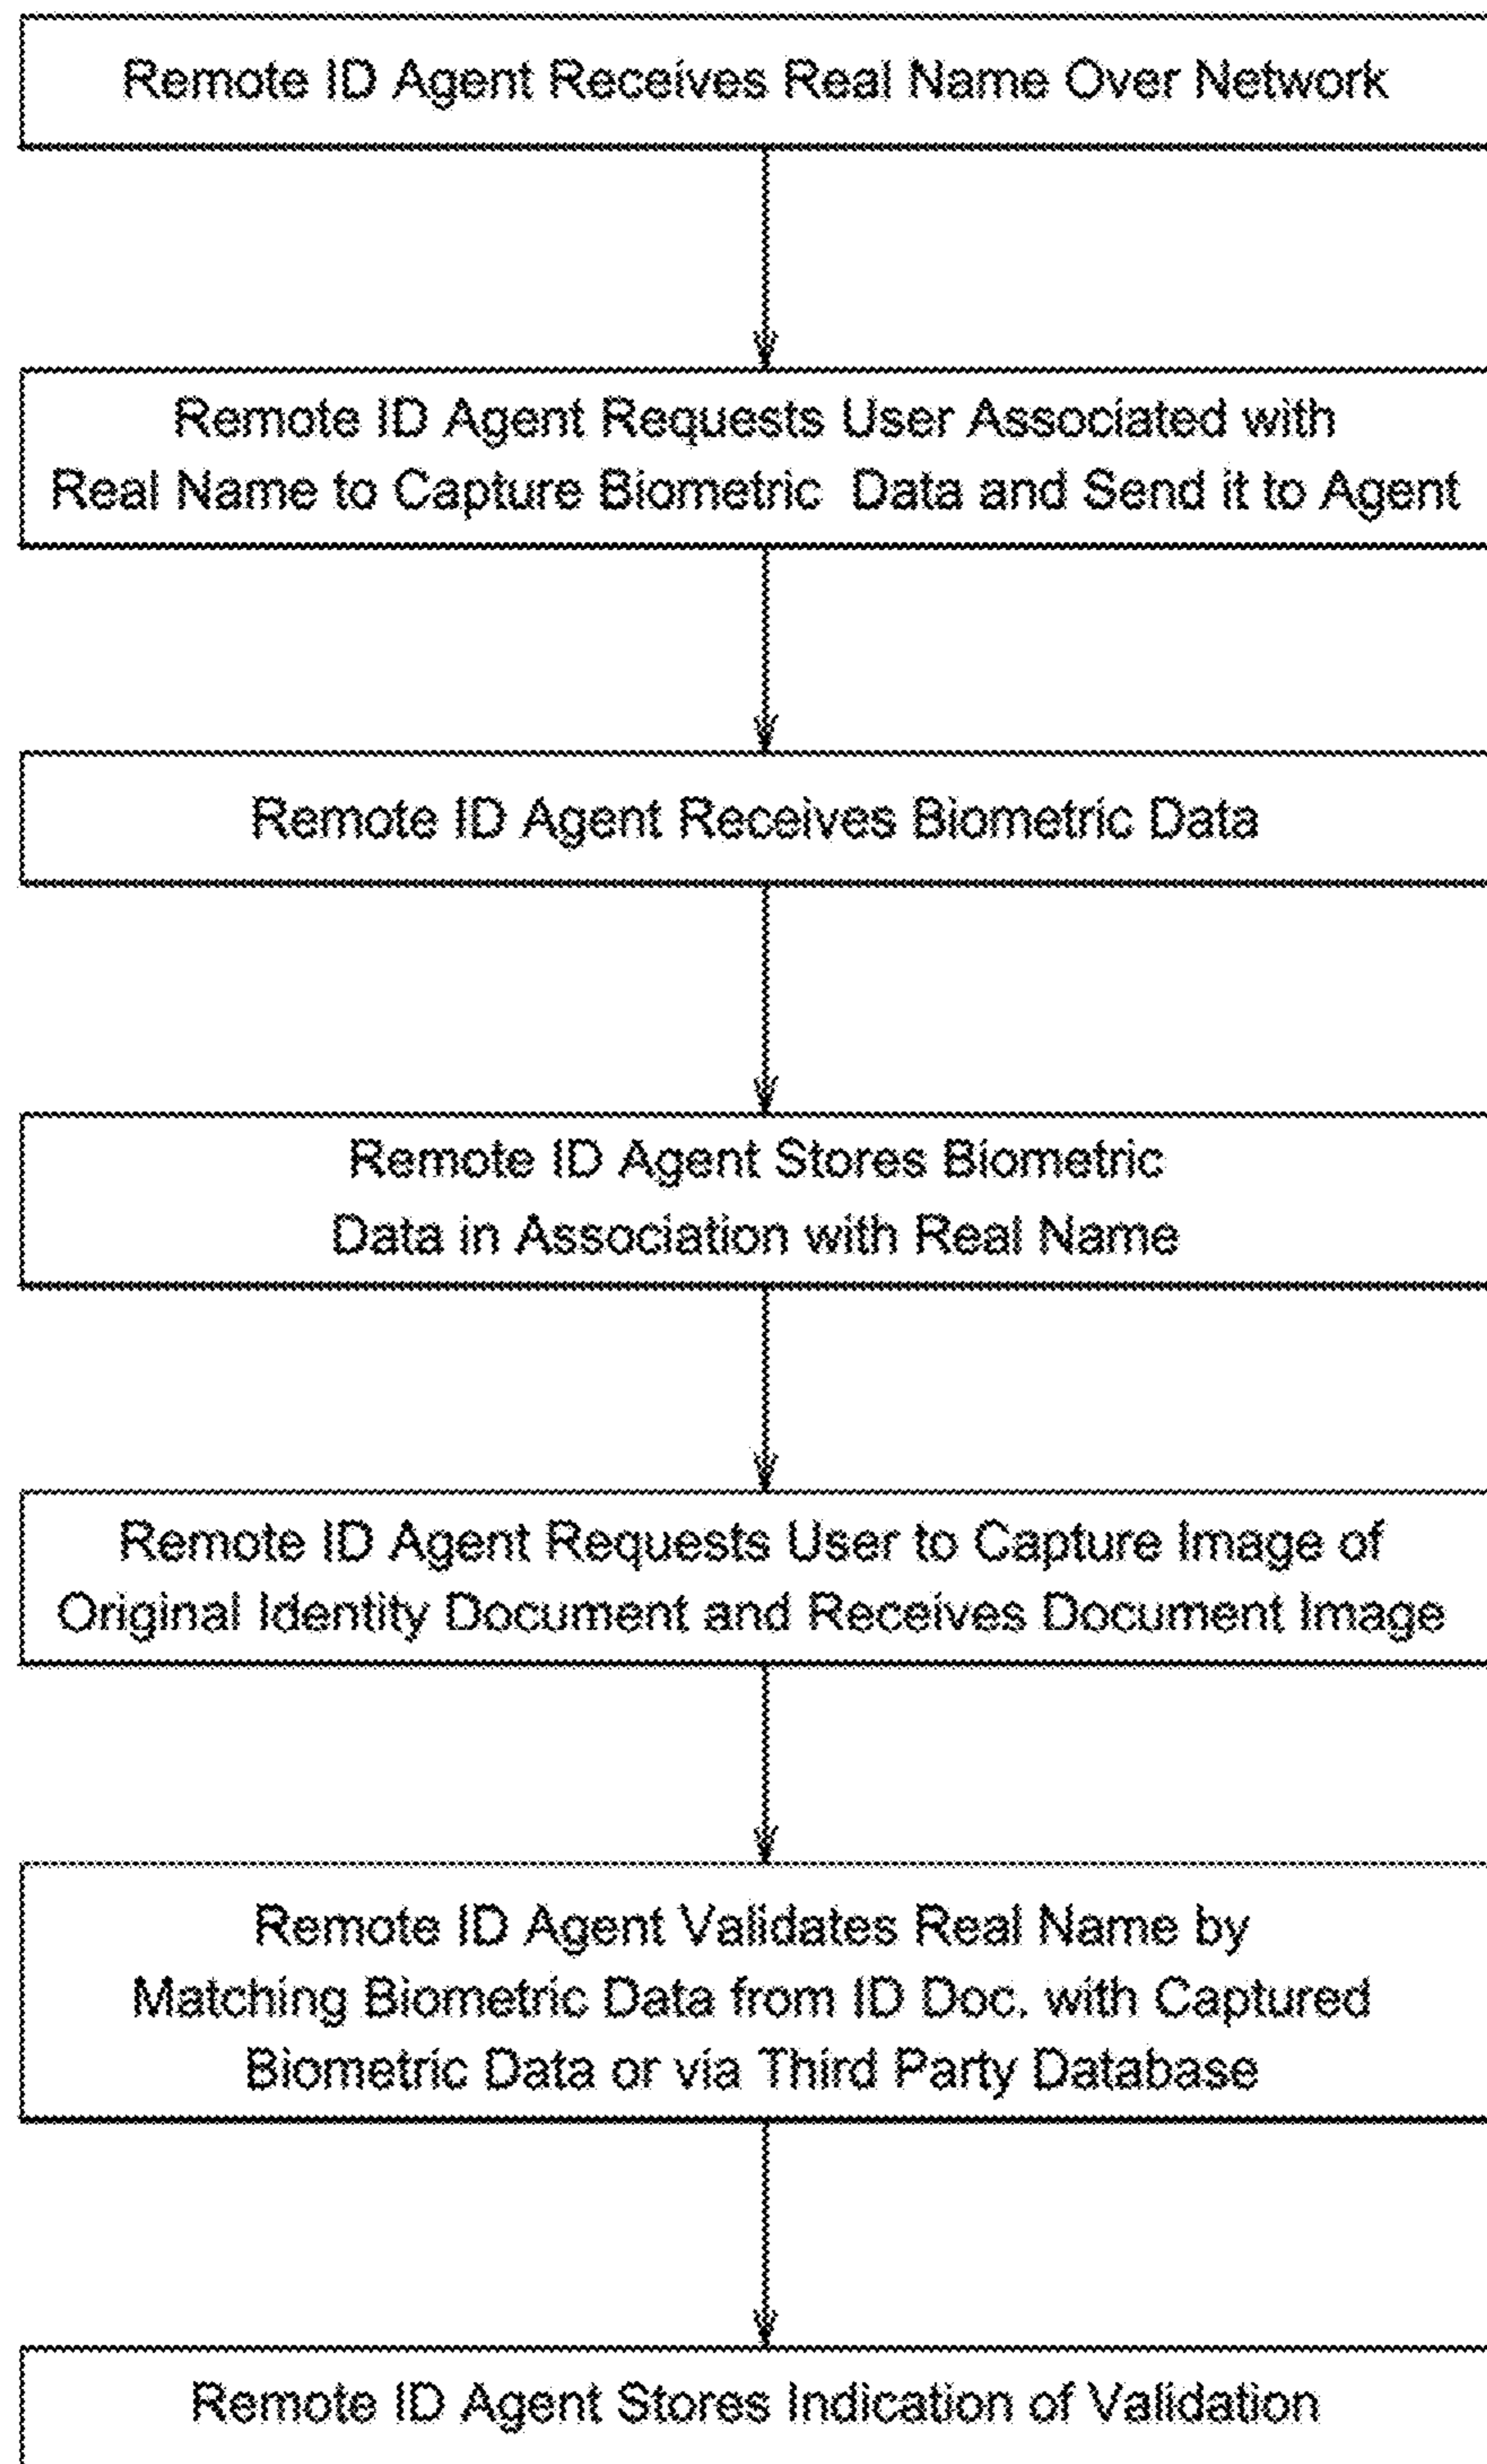 Remote ID Agent Receives Real Name Over Network
Remote ID Agent Requests User Associated with
Real Name to Capture Biometric Data and Send it to Agent
Remote ID Agent Receives Biometric Data
Remote ID Agent Stores Biometric
Data in Association with Real Name
Remote ID Agent Requests User to Capture Image of
Original Identity Document and Receives Document Image
Remote ID Agent Validates Real Name by
Matching Biometric Data from ID Doc. with Captured
Biometric Data or via Third Party Database
Remote ID Agent Stores Indication of Validation